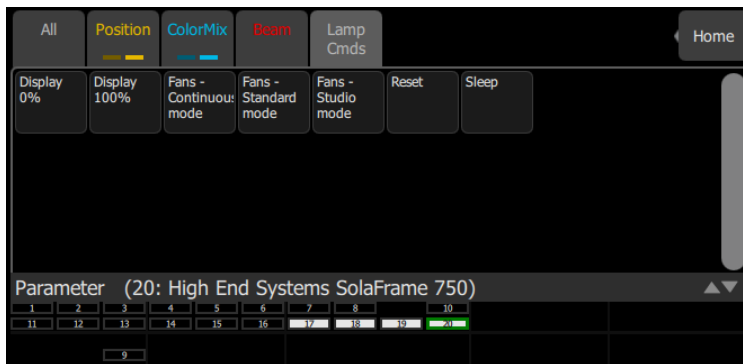 All Position ColorMix Beam Lamp Home
Cmds
Display Display Fans - Fans - Fans - Reset Sleep
0% 100% Continuous Standard Studio
mode mode mode
Parameter (20: High End Systems SolaFrame 750)
1 2 3 4 5 6 7 8 10
11 12 13 14 15 16 17 18 19 20
9